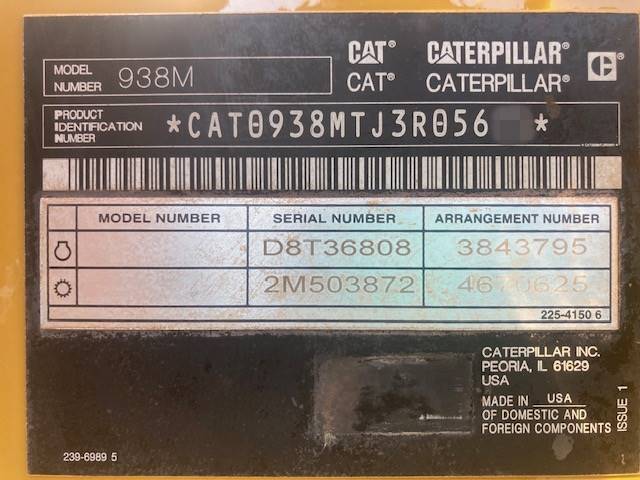 CAT® CATERPILLAR®
CAT® CATERPILLAR®
MODEL NUMBER 938M
PRODUCT IDENTIFICATION NUMBER *CAT0938MTJ3R056 *
MODEL NUMBER SERIAL NUMBER ARRANGEMENT NUMBER
D8T36808 3843795
2M503872 4670625
225-4150 6
CATERPILLAR INC.
PEORIA, IL 61629
USA
MADE IN USA
OF DOMESTIC AND
FOREIGN COMPONENTS
ISSUE 1
239-6989 5